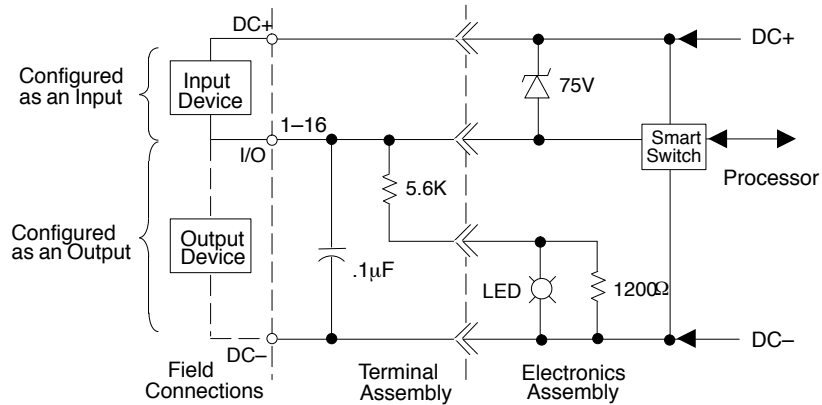 DC+
DC+
Configured
as an Input
Input
Device
75V
1–16
I/O
Smart
Switch
Processor
5.6K
Configured
as an Output
Output
Device
.1µF
LED
1200Ω
DC–
DC–
Field
Connections
Terminal
Assembly
Electronics
Assembly